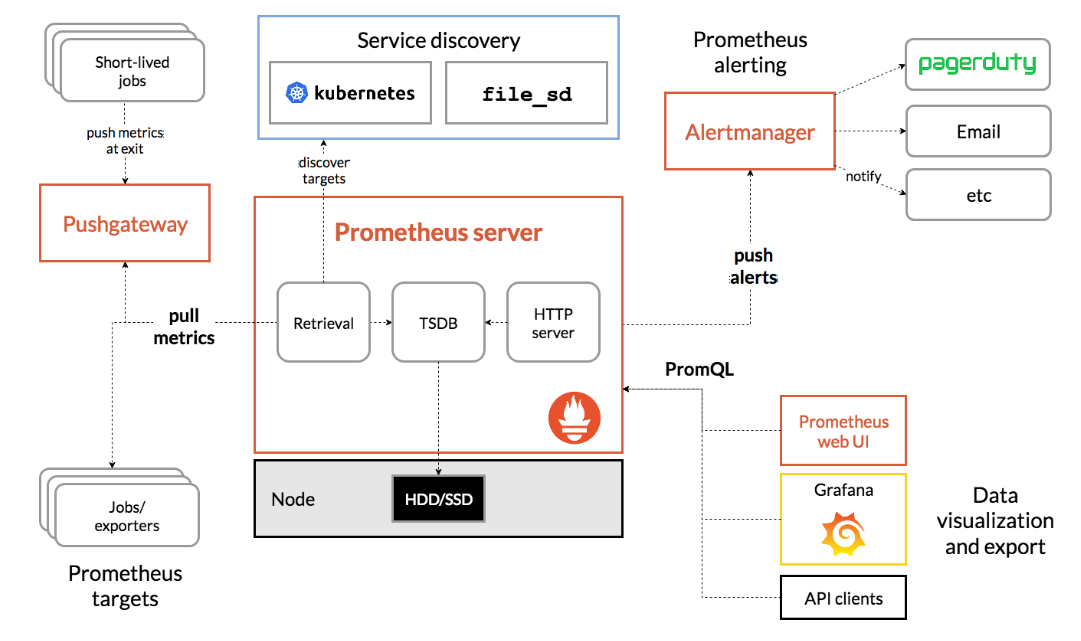 Short-lived
jobs
push metrics
at exit
Pushgateway
pull
metrics
Jobs/
exporters
Prometheus
targets
Service discovery
kubernetes
file_sd
discover
targets
Prometheus server
Retrieval
TSDB
HTTP
server
Node
HDD/SSD
Prometheus
alerting
Alertmanager
pagerduty
Email
notify
etc
push
alerts
PromQL
Prometheus
web UI
Grafana
API clients
Data
visualization
and export